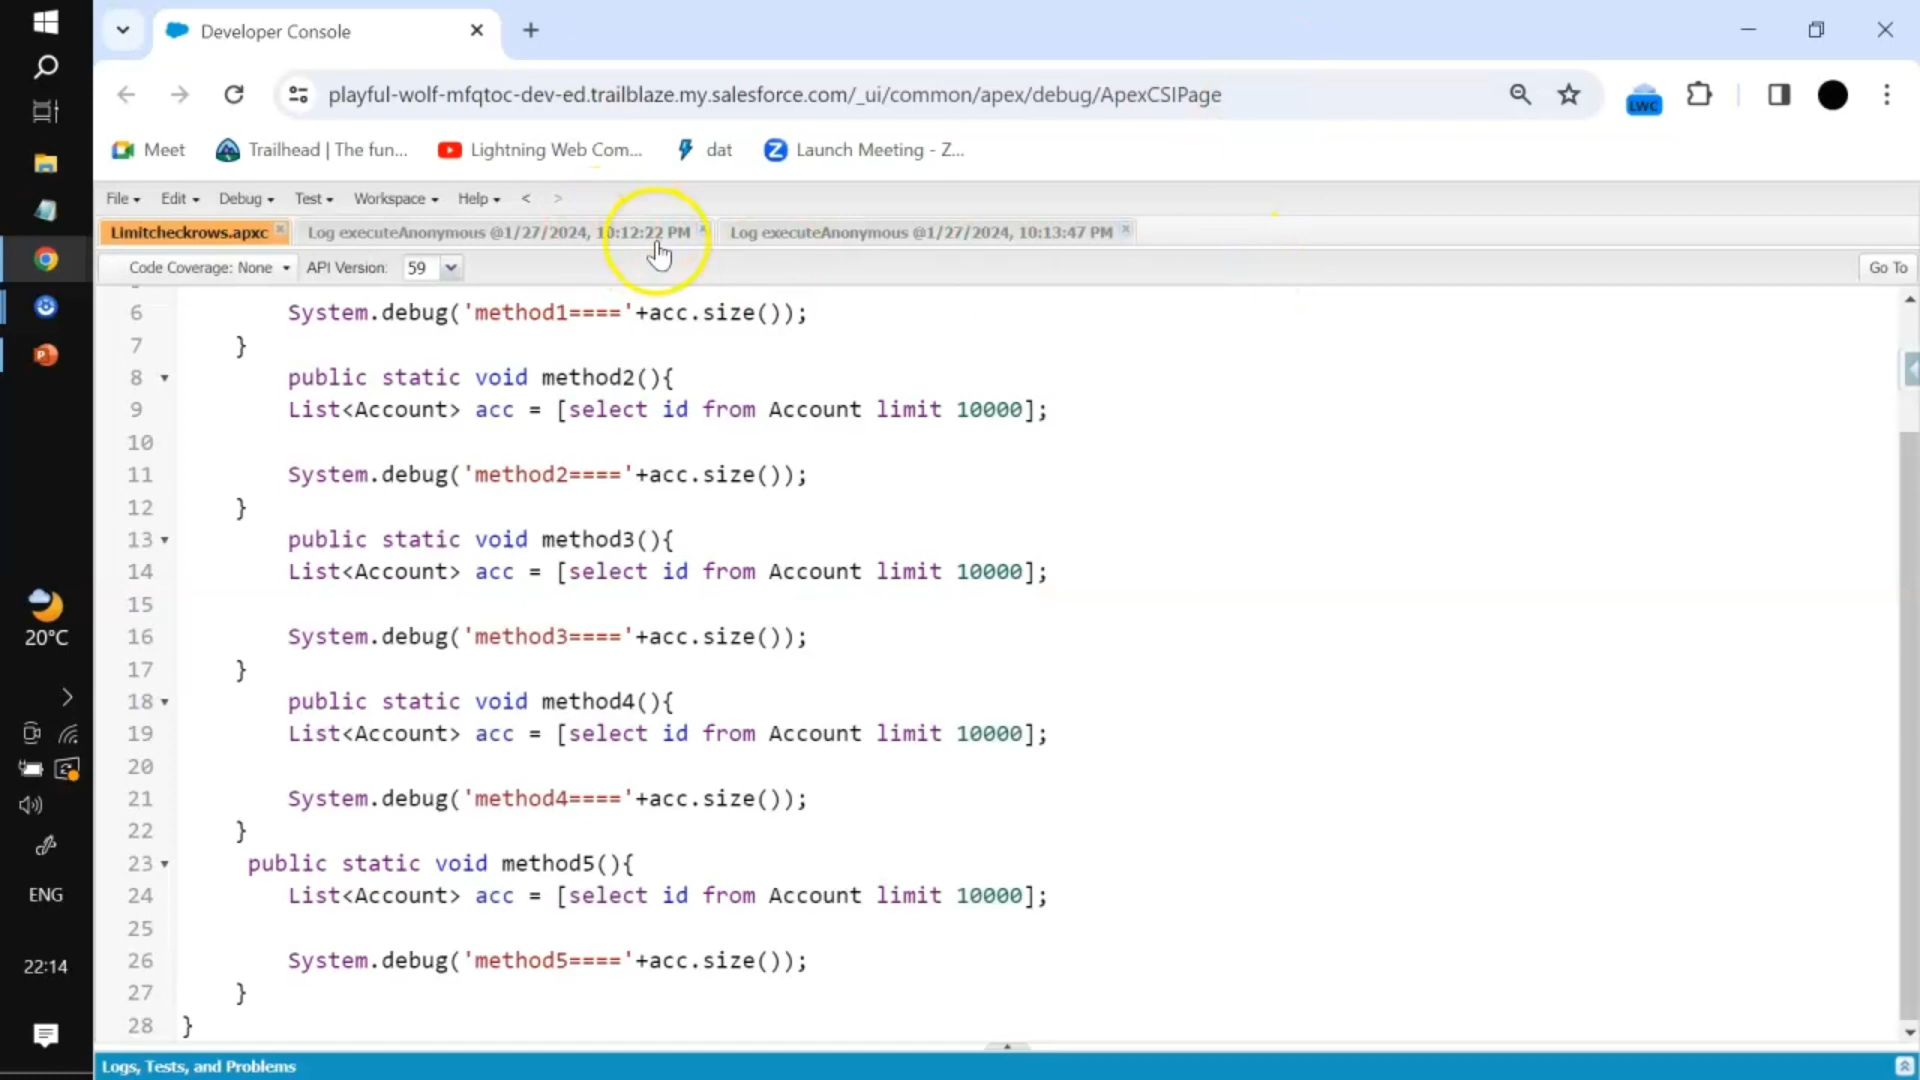 Developer Console
playful-wolf-mfqtoc-dev-ed.trailblaze.my.salesforce.com/_ui/common/apex/debug/ApexCSIPage
LWC
Meet Trailhead | The fun... Lightning Web Com... dat Launch Meeting - Z...
File Edit Debug Test Workspace Help < >
Limitcheckrows.apxc Log executeAnonymous @1/27/2024, 10:12:22 PM Log executeAnonymous @1/27/2024, 10:13:47 PM
Code Coverage: None API Version: 59 Go To
6 System.debug('method1===='+acc.size());
7 }
8 public static void method2(){
9 List<Account> acc = [select id from Account limit 10000];
10
11 System.debug('method2===='+acc.size());
12 }
13 public static void method3(){
14 List<Account> acc = [select id from Account limit 10000];
15
16 System.debug('method3===='+acc.size());
17 }
18 public static void method4(){
19 List<Account> acc = [select id from Account limit 10000];
20
21 System.debug('method4===='+acc.size());
22 }
23 public static void method5(){
24 List<Account> acc = [select id from Account limit 10000];
25
26 System.debug('method5===='+acc.size());
27 }
28 }
Logs, Tests, and Problems
20°C
ENG
22:14